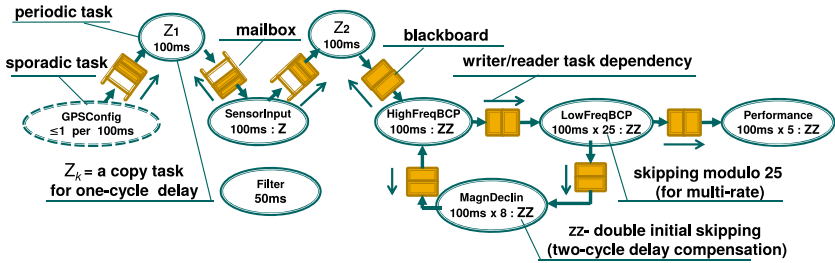 periodic task
Z1
100ms
mailbox
Z2
100ms
blackboard
writer/reader task dependency
sporadic task
GPSConfig
≤1 per 100ms
SensorInput
100ms : Z
HighFreqBCP
100ms : ZZ
LowFreqBCP
100ms x 25 : ZZ
Performance
100ms x 5 : ZZ
Zk = a copy task
for one-cycle delay
Filter
50ms
MagnDeclin
100ms x 8 : ZZ
skipping modulo 25
(for multi-rate)
zz- double initial skipping
(two-cycle delay compensation)